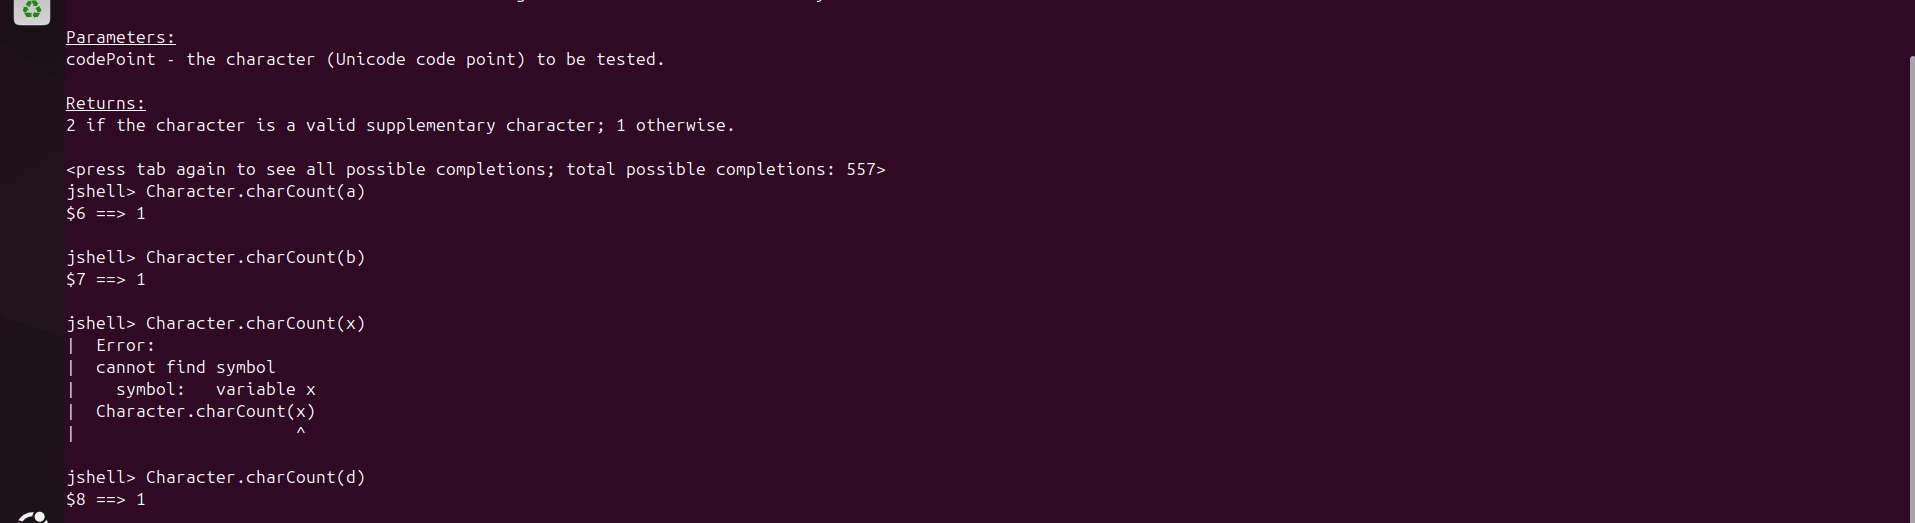 Parameters:
codePoint - the character (Unicode code point) to be tested.
Returns:
2 if the character is a valid supplementary character; 1 otherwise.
<press tab again to see all possible completions; total possible completions: 557>
jshell> Character.charCount(a)
$6 ==> 1
jshell> Character.charCount(b)
$7 ==> 1
jshell> Character.charCount(x)
|  Error:
|  cannot find symbol
|    symbol:   variable x
|  Character.charCount(x)
|                      ^
jshell> Character.charCount(d)
$8 ==> 1